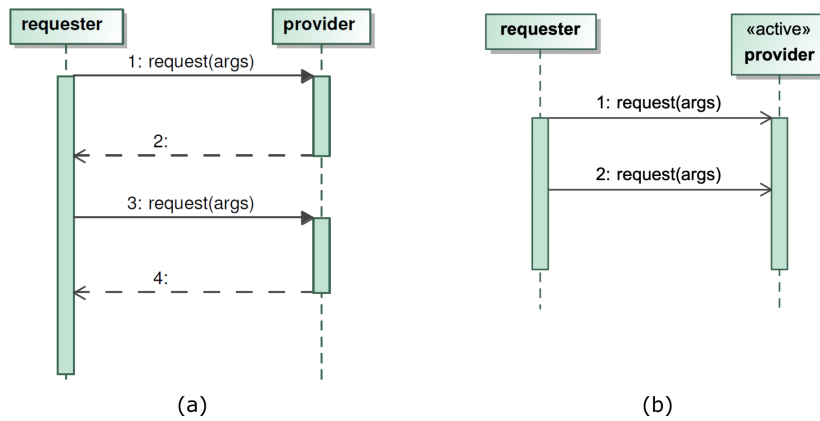 requester
provider
1: request(args)
2:
3: request(args)
4:
(a)
requester
«active»
provider
1: request(args)
2: request(args)
(b)